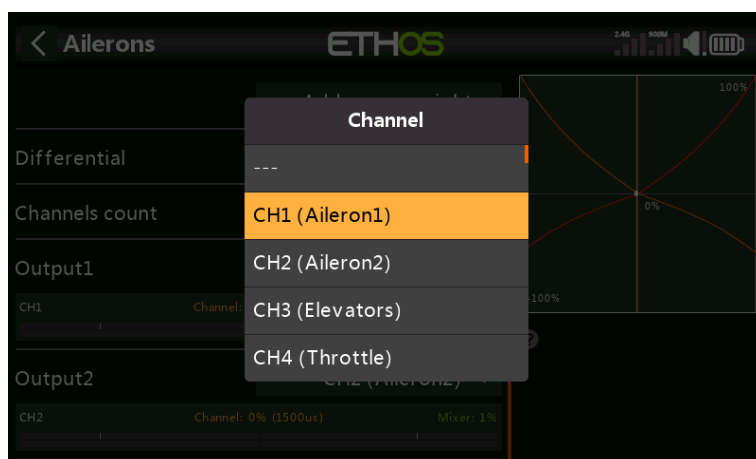 Ailerons
ETHOS
2.4G 900M
100%
Channel
Differential
---
Channels count
CH1 (Aileron1)
0%
Output1
CH2 (Aileron2)
CH1 Channel:
CH3 (Elevators)
-100%
CH4 (Throttle)
Output2
CH2 (Aileron2)
CH2 Channel: 0% (1500us) Mixer: 1%